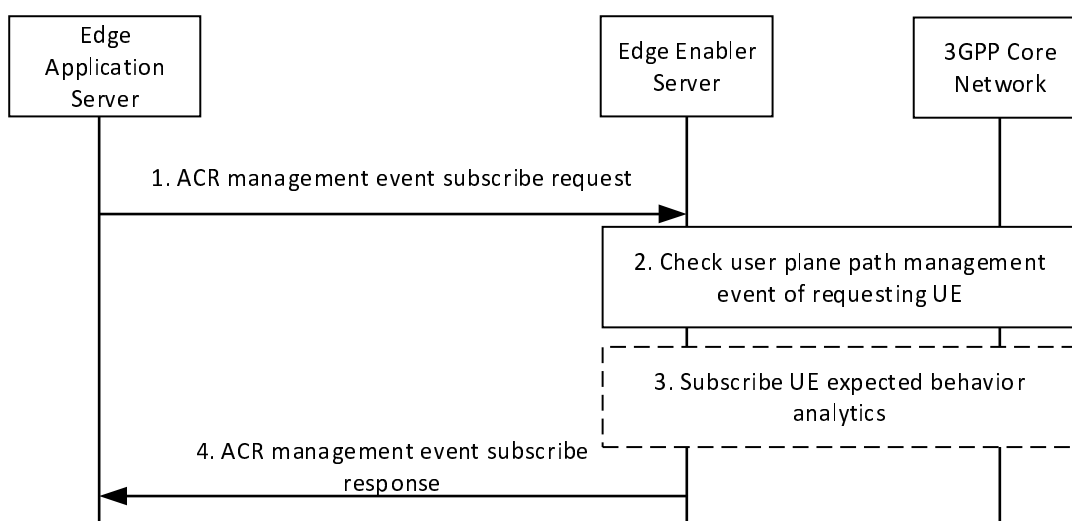 Edge
Application
Server
Edge Enabler
Server
3GPP Core
Network
1. ACR management event subscribe request
2. Check user plane path management
event of requesting UE
3. Subscribe UE expected behavior
analytics
4. ACR management event subscribe
response